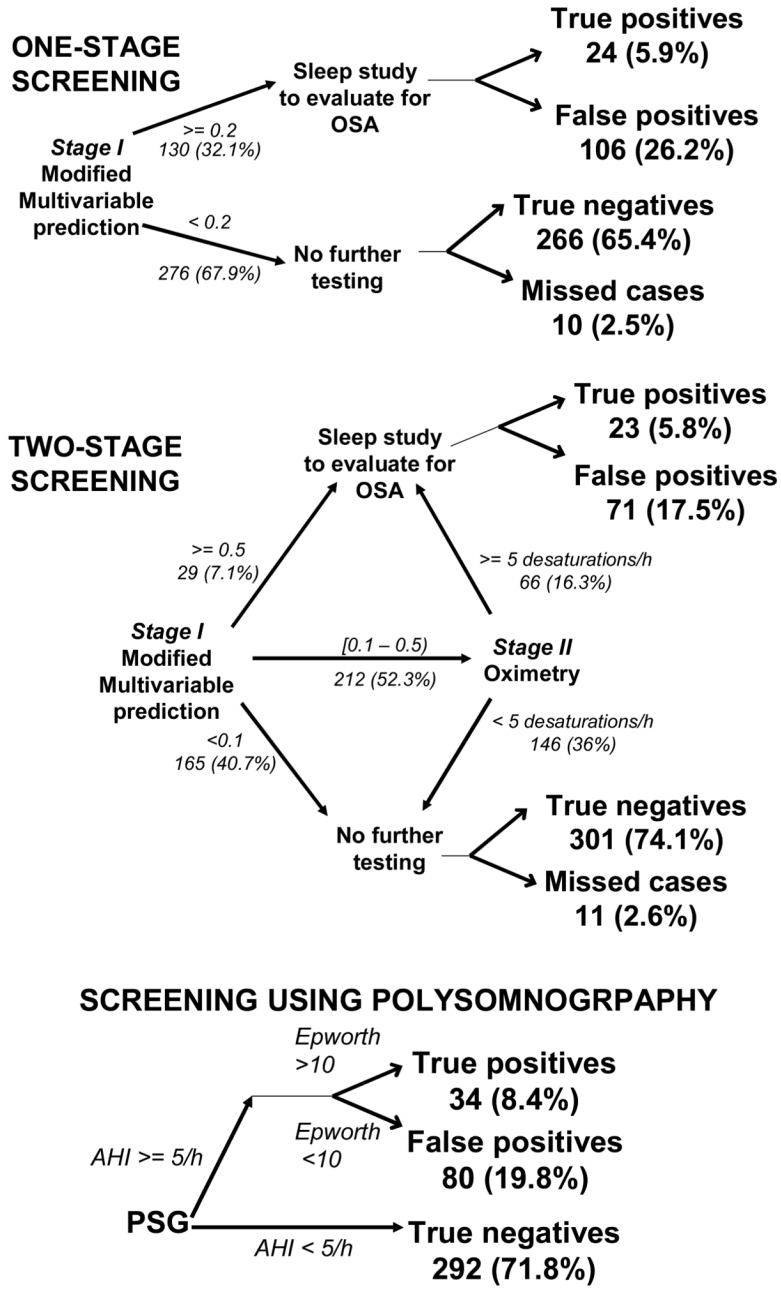 ONE-STAGE
SCREENING
Stage I
Modified
Multivariable
prediction
>= 0.2
130 (32.1%)
< 0.2
276 (67.9%)
Sleep study
to evaluate for
OSA
No further
testing
True positives
24 (5.9%)
False positives
106 (26.2%)
True negatives
266 (65.4%)
Missed cases
10 (2.5%)
TWO-STAGE
SCREENING
Sleep study
to evaluate for
OSA
True positives
23 (5.8%)
False positives
71 (17.5%)
>= 0.5
29 (7.1%)
>= 5 desaturations/h
66 (16.3%)
Stage I
Modified
Multivariable
prediction
[0.1 – 0.5)
212 (52.3%)
Stage II
Oximetry
<0.1
165 (40.7%)
< 5 desaturations/h
146 (36%)
No further
testing
True negatives
301 (74.1%)
Missed cases
11 (2.6%)
SCREENING USING POLYSOMNOGRPAPHY
Epworth
>10
True positives
34 (8.4%)
Epworth
<10
False positives
80 (19.8%)
AHI >= 5/h
PSG
AHI < 5/h
True negatives
292 (71.8%)